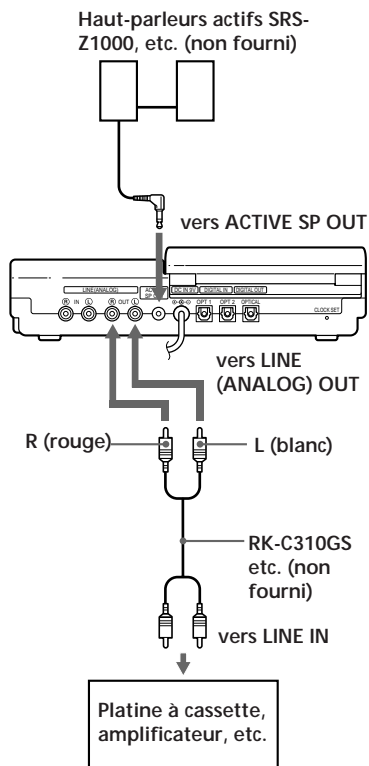 Haut-parleurs actifs SRS-
Z1000, etc. (non fourni)
vers ACTIVE SP OUT
LINE(ANALOG)
DC IN 9V
DIGITAL IN
DIGITAL OUT
R IN L
R OUT L
OPT 1
OPT 2
OPTICAL
CLOCK SET
vers LINE
(ANALOG) OUT
R (rouge)
L (blanc)
RK-C310GS
etc. (non
fourni)
vers LINE IN
Platine à cassette,
amplificateur, etc.